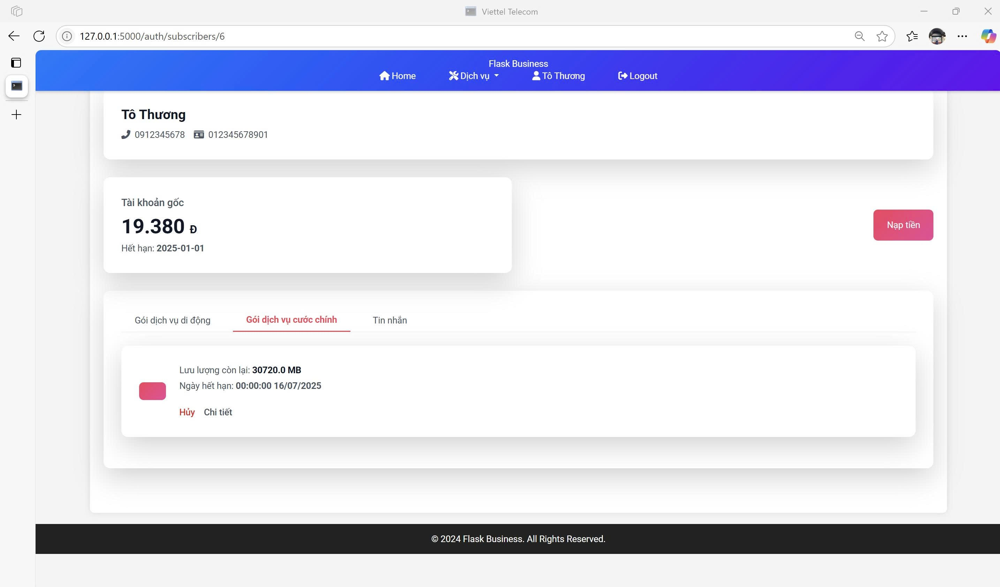 Viettel Telecom
127.0.0.1:5000/auth/subscribers/6
Flask Business
Home Dịch vụ Tô Thương Logout
Tô Thương
0912345678 012345678901
Tài khoản gốc
19.380 Đ
Hết hạn: 2025-01-01
Nạp tiền
Gói dịch vụ di động Gói dịch vụ cước chính Tin nhắn
Lưu lượng còn lại: 30720.0 MB
Ngày hết hạn: 00:00:00 16/07/2025
Hủy Chi tiết
© 2024 Flask Business. All Rights Reserved.